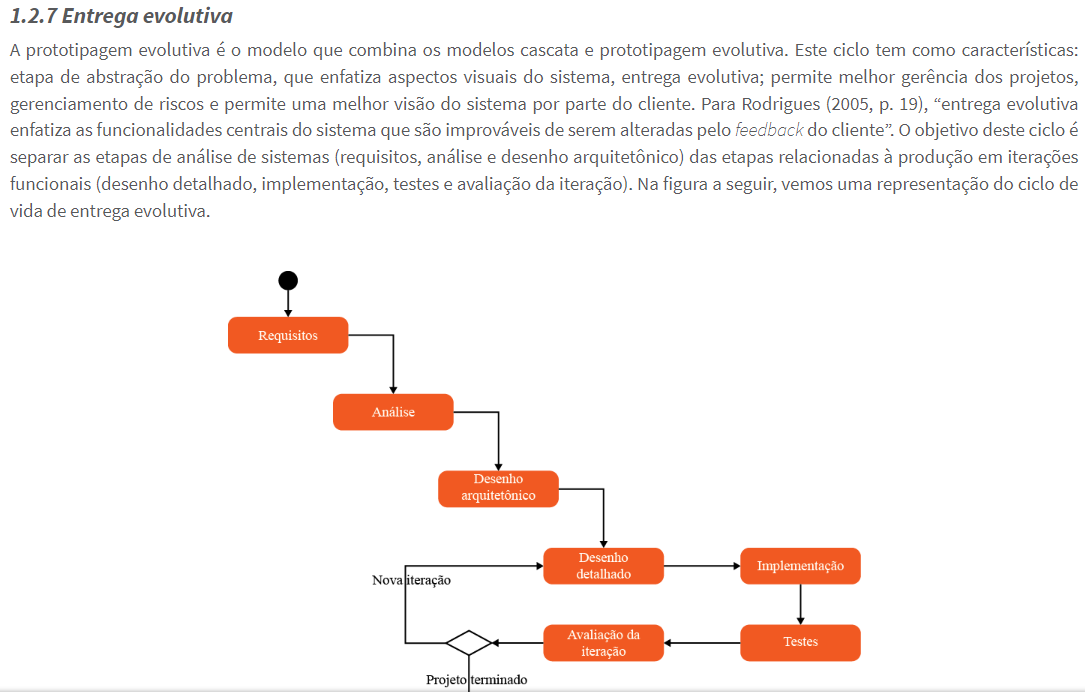 1.2.7 Entrega evolutiva
A prototipagem evolutiva é o modelo que combina os modelos cascata e prototipagem evolutiva. Este ciclo tem como características:
etapa de abstração do problema, que enfatiza aspectos visuais do sistema, entrega evolutiva; permite melhor gerência dos projetos,
gerenciamento de riscos e permite uma melhor visão do sistema por parte do cliente. Para Rodrigues (2005, p. 19), “entrega evolutiva
enfatiza as funcionalidades centrais do sistema que são improváveis de serem alteradas pelo feedback do cliente”. O objetivo deste ciclo é
separar as etapas de análise de sistemas (requisitos, análise e desenho arquitetônico) das etapas relacionadas à produção em iterações
funcionais (desenho detalhado, implementação, testes e avaliação da iteração). Na figura a seguir, vemos uma representação do ciclo de
vida de entrega evolutiva.
Requisitos
Análise
Desenho
arquitetônico
Desenho
detalhado
Implementação
Nova iteração
Avaliação da
iteração
Testes
Projeto terminado